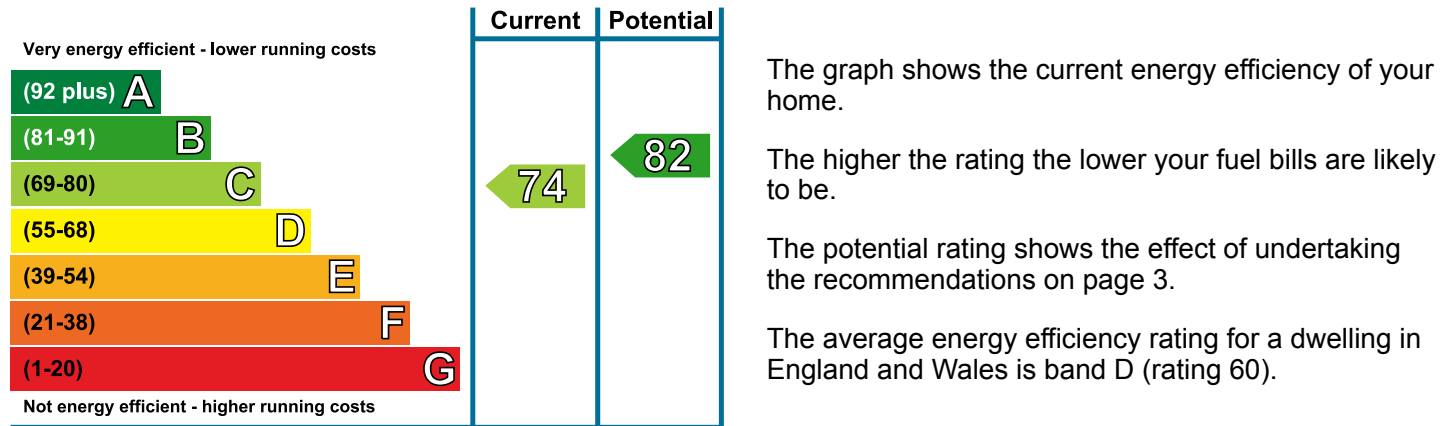 Current Potential
Very energy efficient - lower running costs
(92 plus) A
(81-91) B
(69-80) C
(55-68) D
(39-54) E
(21-38) F
(1-20) G
Not energy efficient - higher running costs
74
82
The graph shows the current energy efficiency of your
home.
The higher the rating the lower your fuel bills are likely
to be.
The potential rating shows the effect of undertaking
the recommendations on page 3.
The average energy efficiency rating for a dwelling in
England and Wales is band D (rating 60).